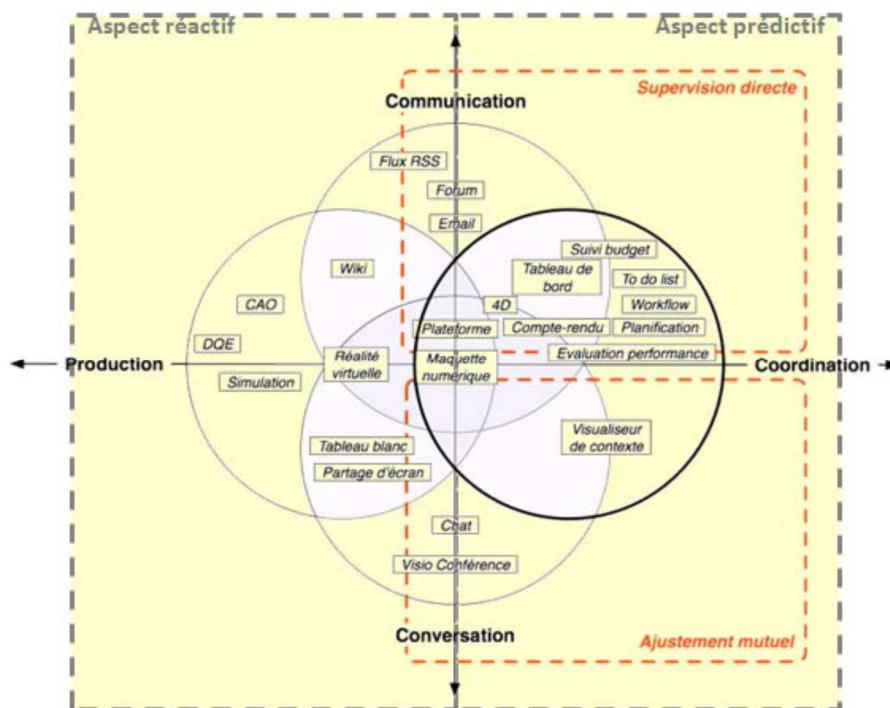 Aspect réactif
Aspect prédictif
Supervision directe
Communication
Flux RSS
Forum
Email
Suivi budget
Wiki
Tableau de
bord
To do list
CAO
4D
Workflow
Plateforme
Compte-rendu
Planification
DQE
Réalité
virtuelle
Maquette
numérique
Evaluation performance
Production
Coordination
Simulation
Visualiseur
de contexte
Tableau blanc
Partage d'écran
Chat
Visio Conférence
Conversation
Ajustement mutuel